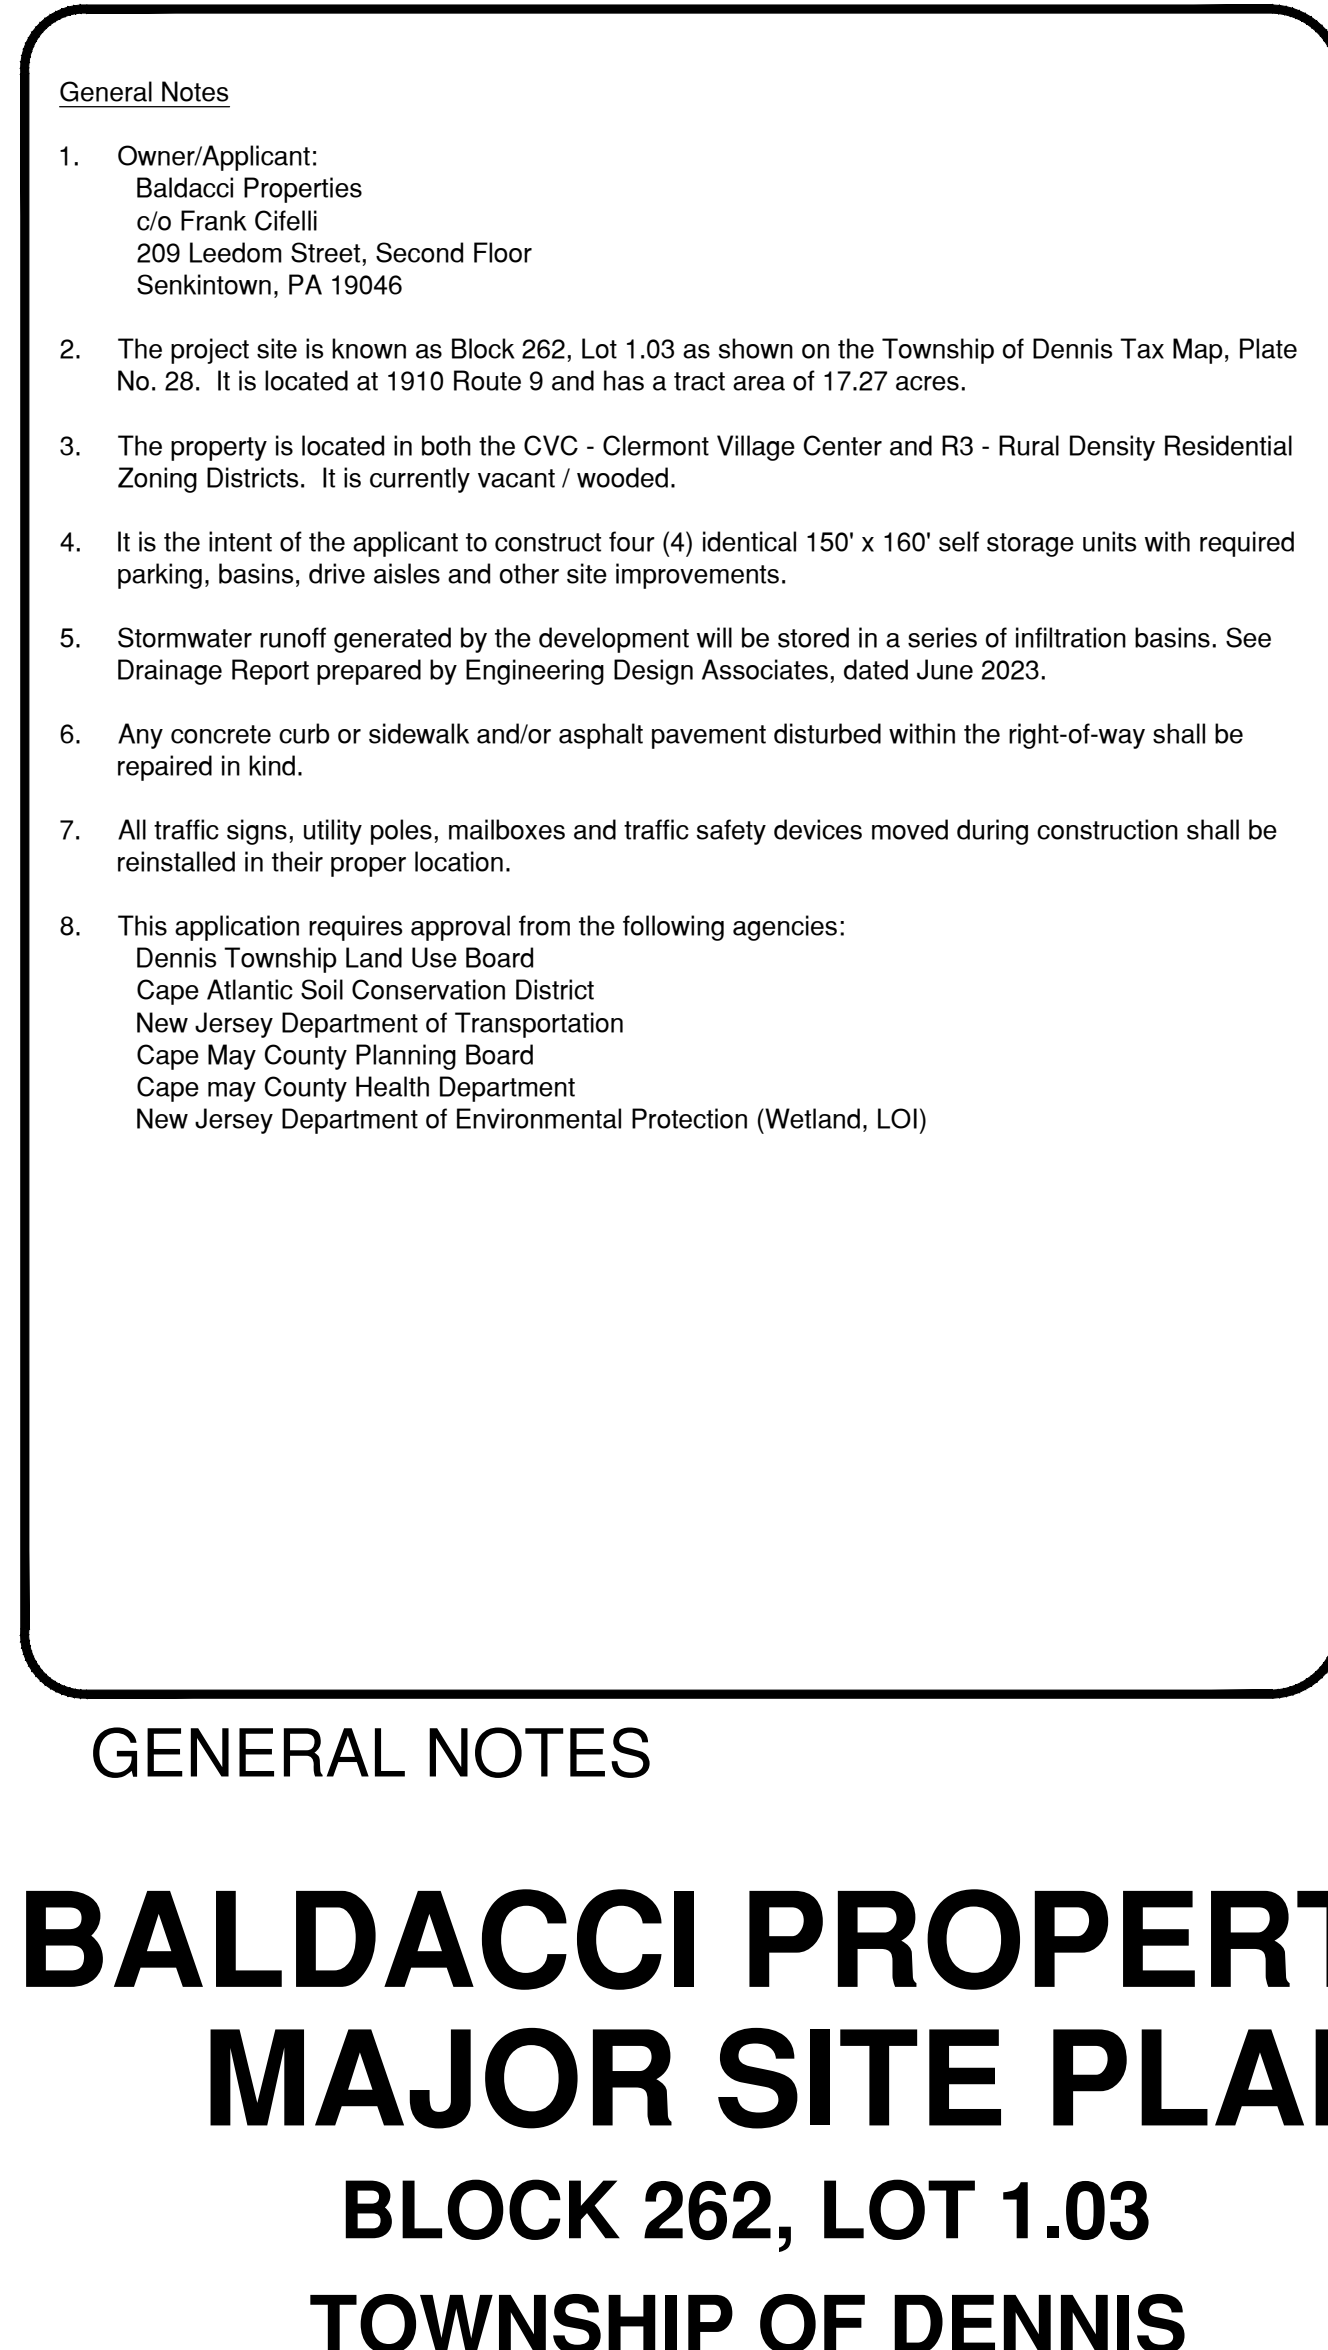 General Notes
1. Owner/Applicant:
Baldacci Properties
c/o Frank Cifelli
209 Leedom Street, Second Floor
Senkintown, PA 19046
2. The project site is known as Block 262, Lot 1.03 as shown on the Township of Dennis Tax Map, Plate
No. 28. It is located at 1910 Route 9 and has a tract area of 17.27 acres.
3. The property is located in both the CVC - Clermont Village Center and R3 - Rural Density Residential
Zoning Districts. It is currently vacant / wooded.
4. It is the intent of the applicant to construct four (4) identical 150' x 160' self storage units with required
parking, basins, drive aisles and other site improvements.
5. Stormwater runoff generated by the development will be stored in a series of infiltration basins. See
Drainage Report prepared by Engineering Design Associates, dated June 2023.
6. Any concrete curb or sidewalk and/or asphalt pavement disturbed within the right-of-way shall be
repaired in kind.
7. All traffic signs, utility poles, mailboxes and traffic safety devices moved during construction shall be
reinstalled in their proper location.
8. This application requires approval from the following agencies:
Dennis Township Land Use Board
Cape Atlantic Soil Conservation District
New Jersey Department of Transportation
Cape May County Planning Board
Cape may County Health Department
New Jersey Department of Environmental Protection (Wetland, LOI)
GENERAL NOTES
BALDACCI PROPERT
MAJOR SITE PLA
BLOCK 262, LOT 1.03
TOWNSHIP OF DENNIS